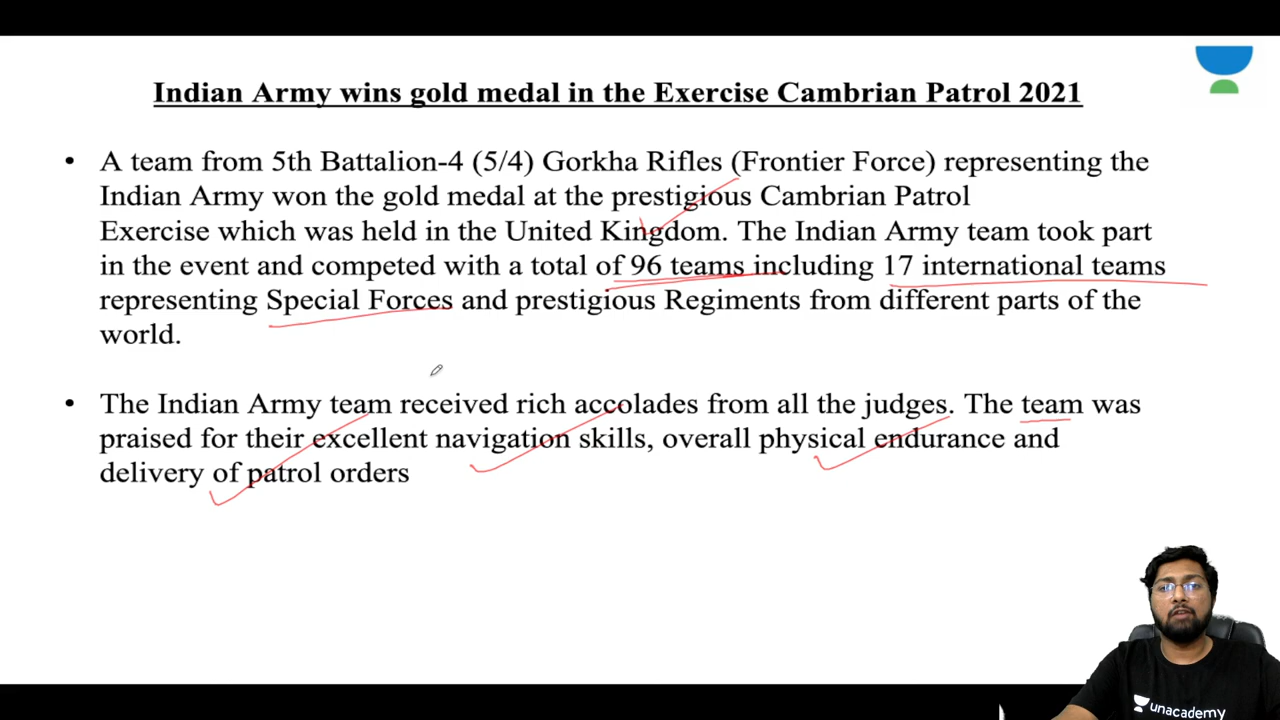 Indian Army wins gold medal in the Exercise Cambrian Patrol 2021
• A team from 5th Battalion-4 (5/4) Gorkha Rifles (Frontier Force) representing the
Indian Army won the gold medal at the prestigious Cambrian Patrol
Exercise which was held in the United Kingdom. The Indian Army team took part
in the event and competed with a total of 96 teams including 17 international teams
representing Special Forces and prestigious Regiments from different parts of the
world.
• The Indian Army team received rich accolades from all the judges. The team was
praised for their excellent navigation skills, overall physical endurance and
delivery of patrol orders
unacademy